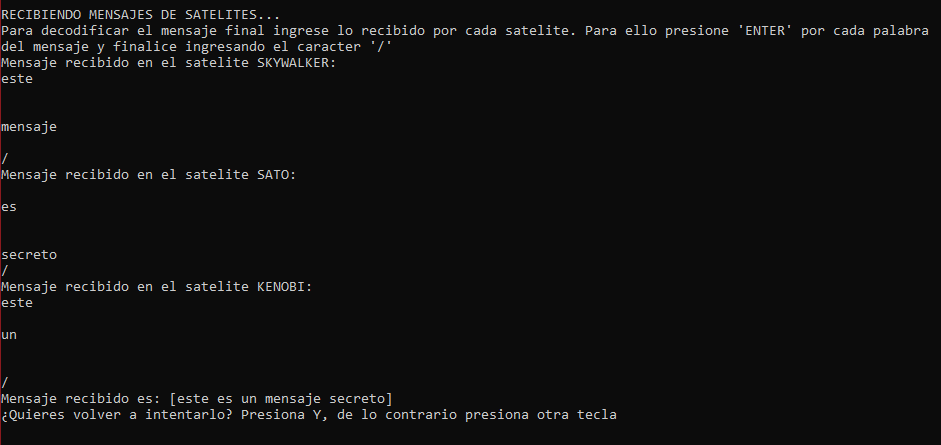 RECIBIENDO MENSAJES DE SATELITES...
Para decodificar el mensaje final ingrese lo recibido por cada satelite. Para ello presione 'ENTER' por cada palabra
del mensaje y finalice ingresando el caracter '/'
Mensaje recibido en el satelite SKYWALKER:
este
mensaje
/
Mensaje recibido en el satelite SATO:
es
secreto
/
Mensaje recibido en el satelite KENOBI:
este
un
/
Mensaje recibido es: [este es un mensaje secreto]
¿Quieres volver a intentarlo? Presiona Y, de lo contrario presiona otra tecla